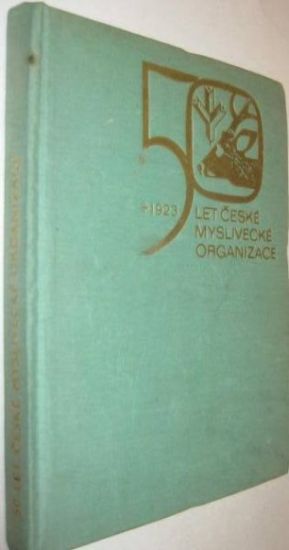 50
1923
LET ČESKÉ
MYSLIVECKÉ
ORGANIZACE
50 LET ČESKÉ MYSLIVECKÉ ORGANIZACE